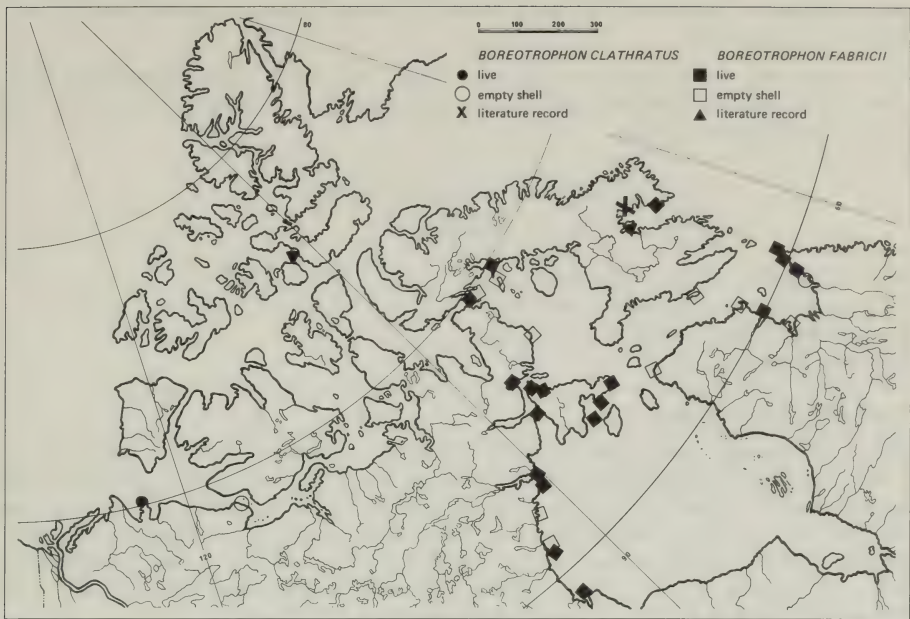 80
0 100 200 300
BOREOTROPHON CLATHRATUS
live
empty shell
X literature record
BOREOTROPHON FABRICII
live
empty shell
literature record
60
120
90